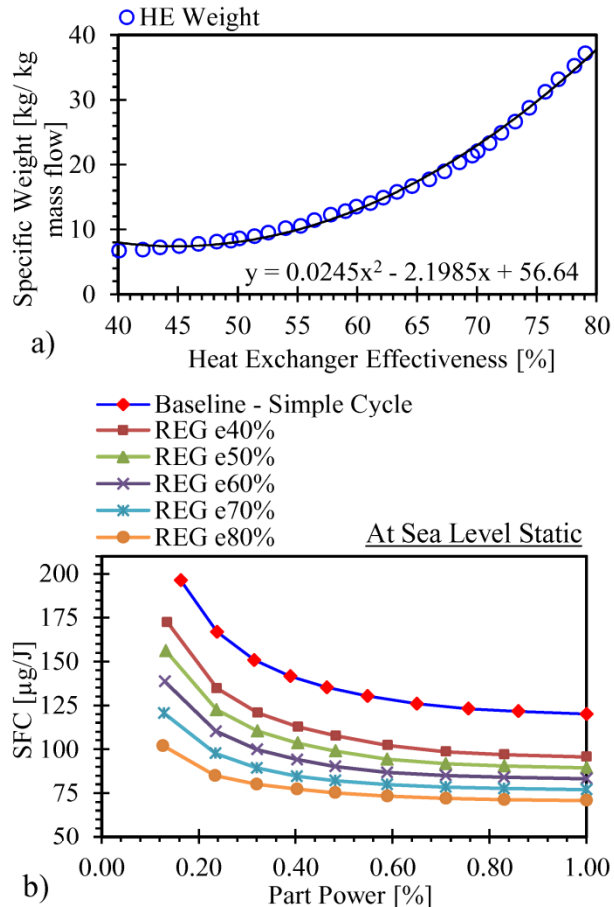 HE Weight
Specific Weight [kg/ kg
mass flow]
40
30
20
10
0
y = 0.0245x² - 2.1985x + 56.64
40 45 50 55 60 65 70 75 80
a)
Heat Exchanger Effectiveness [%]
Baseline - Simple Cycle
REG e40%
REG e50%
REG e60%
REG e70%
REG e80%
At Sea Level Static
SFC [µg/J]
200
175
150
125
100
75
50
0.00 0.20 0.40 0.60 0.80 1.00
b)
Part Power [%]